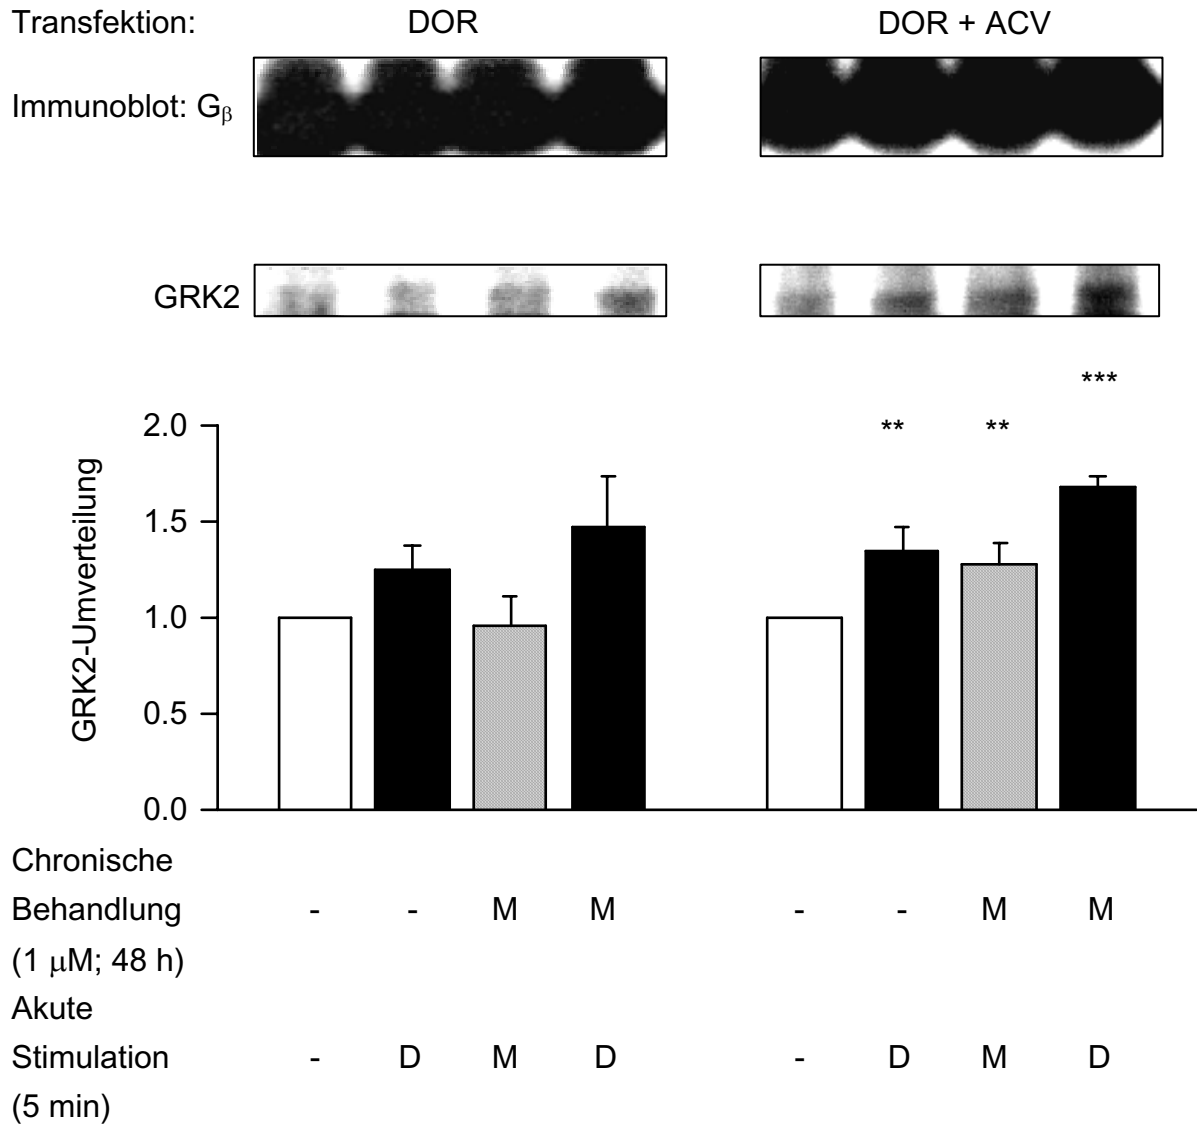 Transfektion: DOR DOR + ACV
Immunoblot: Gβ
GRK2
***
** **
GRK2-Umverteilung
2.0
1.5
1.0
0.5
0.0
Chronische
Behandlung - - M M - - M M
(1 μM; 48 h)
Akute
Stimulation - D M D - D M D
(5 min)